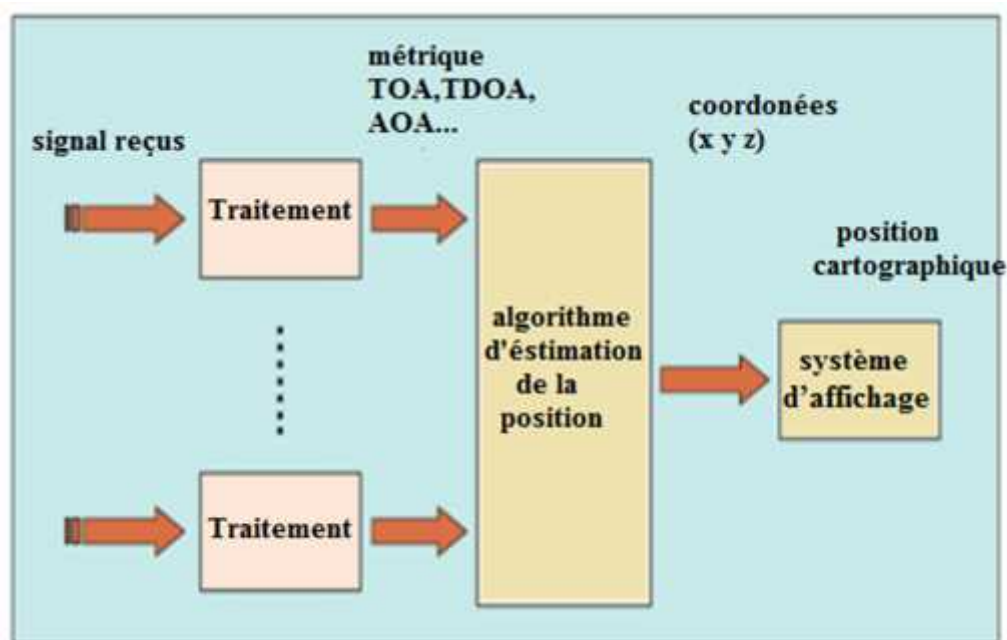 métrique
TOA,TDOA,
AOA...
signal reçus
coordonées
(x y z)
Traitement
position
cartographique
algorithme
d'éstimation
de la
position
système
d'affichage
Traitement